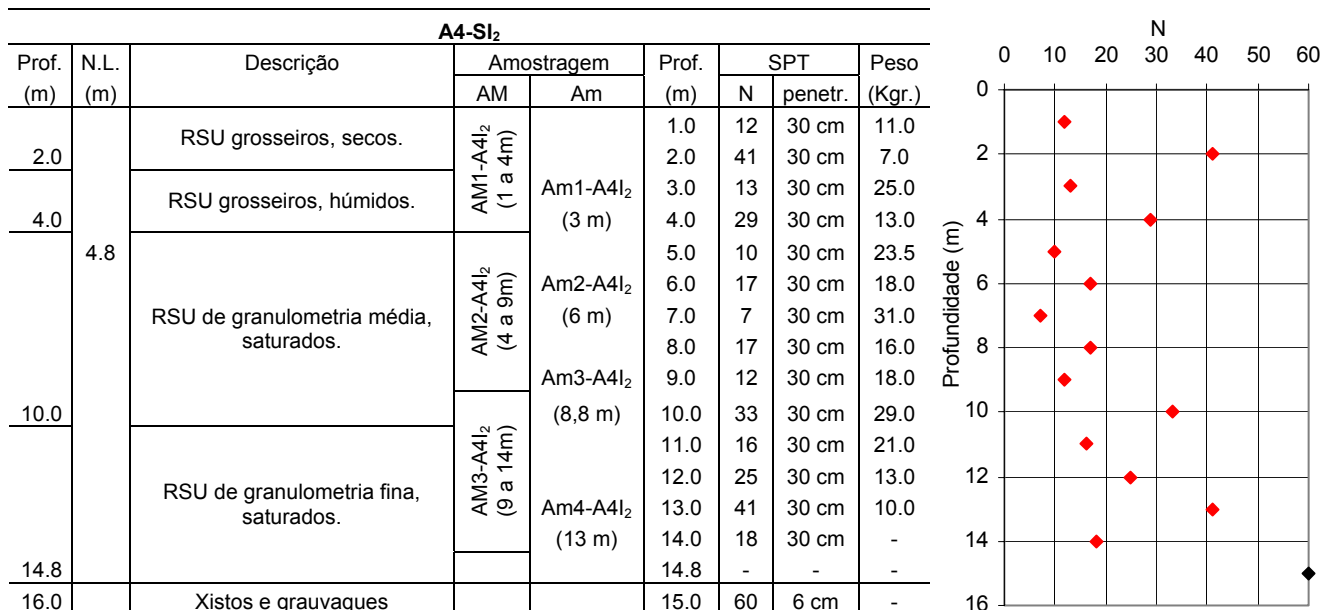 A4-SI₂
Prof. N.L. Descrição Amostragem Prof. SPT Peso
(m) (m) AM Am (m) N penetr. (Kgr.)
RSU grosseiros, secos.
2.0
RSU grosseiros, húmidos.
4.0
4.8
RSU de granulometria média,
saturados.
10.0
RSU de granulometria fina,
saturados.
14.8
16.0 Xistos e grauvaques
AM1-A4I₂
(1 a 4m)
AM2-A4I₂
(4 a 9m)
AM3-A4I₂
(9 a 14m)
Am1-A4I₂
(3 m)
Am2-A4I₂
(6 m)
Am3-A4I₂
(8,8 m)
Am4-A4I₂
(13 m)
1.0 12 30 cm 11.0
2.0 41 30 cm 7.0
3.0 13 30 cm 25.0
4.0 29 30 cm 13.0
5.0 10 30 cm 23.5
6.0 17 30 cm 18.0
7.0 7 30 cm 31.0
8.0 17 30 cm 16.0
9.0 12 30 cm 18.0
10.0 33 30 cm 29.0
11.0 16 30 cm 21.0
12.0 25 30 cm 13.0
13.0 41 30 cm 10.0
14.0 18 30 cm -
14.8 - - -
15.0 60 6 cm -
N
0 10 20 30 40 50 60
Profundidade (m)
0
2
4
6
8
10
12
14
16